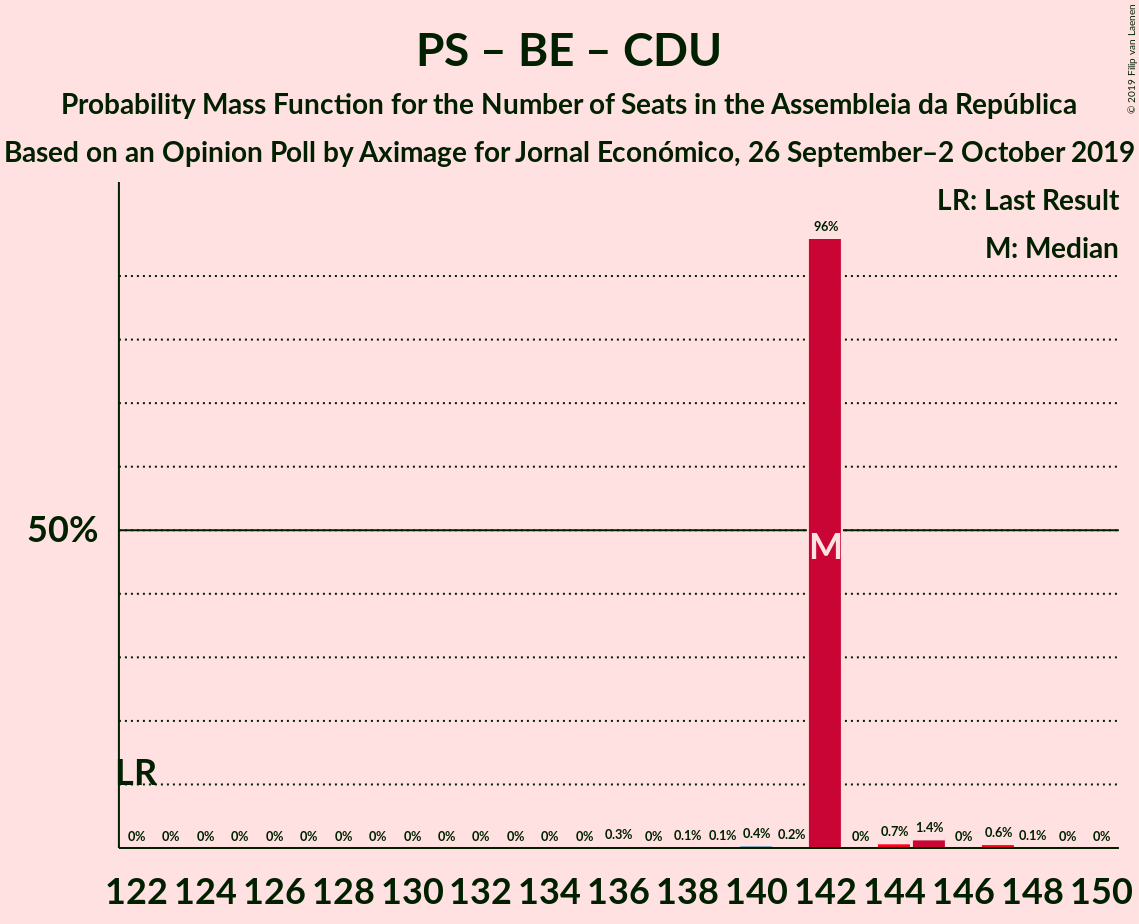 PS – BE – CDU
Probability Mass Function for the Number of Seats in the Assembleia da República
Based on an Opinion Poll by Aximage for Jornal Económico, 26 September–2 October 2019
© 2019 Filip van Laenen
LR: Last Result
M: Median
96%
50%
M
LR
0% 0% 0% 0% 0% 0% 0% 0% 0% 0% 0% 0% 0% 0% 0.3% 0% 0.1% 0.1% 0.4% 0.2% 0% 0.7% 1.4% 0% 0.6% 0.1% 0% 0%
122 124 126 128 130 132 134 136 138 140 142 144 146 148 150